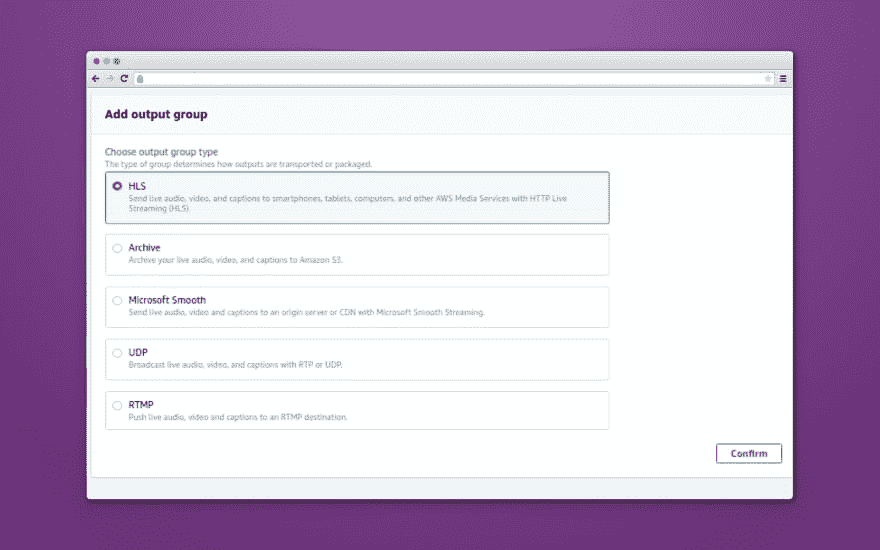 Add output group
Choose output group type
The type of group determines how outputs are transported or packaged.
HLS
Send live audio, video, and captions to smartphones, tablets, computers, and other AWS Media Services with HTTP Live
Streaming (HLS).
Archive
Archive your live audio, video, and captions to Amazon S3.
Microsoft Smooth
Send live audio, video and captions to an origin server or CDN with Microsoft Smooth Streaming.
UDP
Broadcast live audio, video, and captions with RTP or UDP.
RTMP
Push live audio, video and captions to an RTMP destination.
Confirm